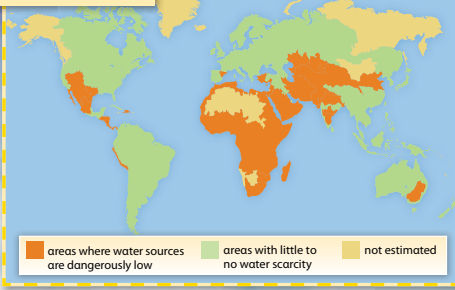 areas where water sources
are dangerously low
areas with little to
no water scarcity
not estimated